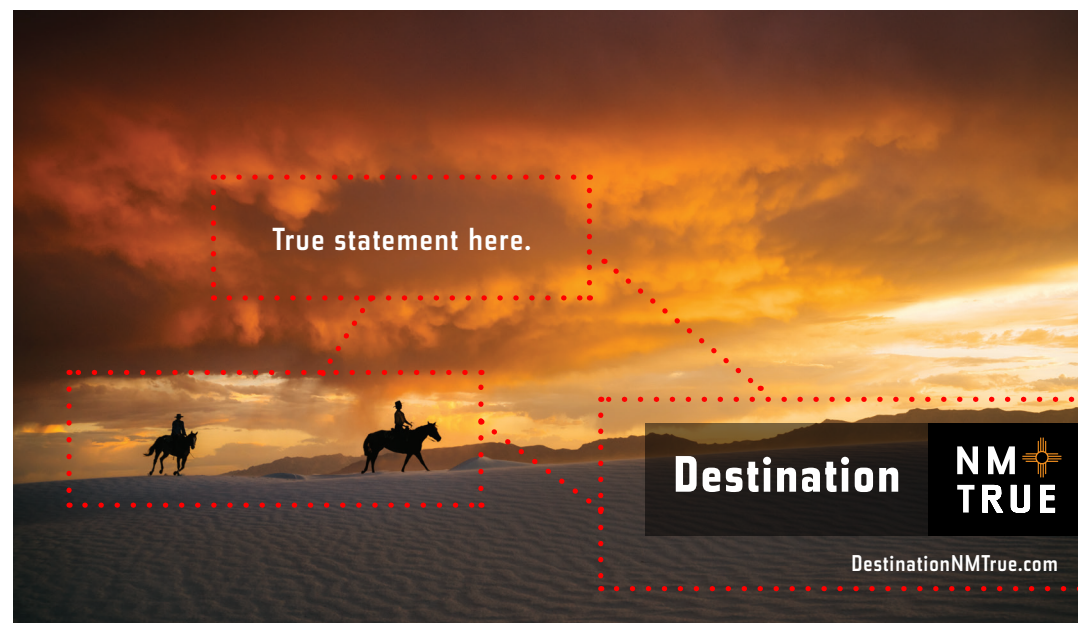 True statement here.
Destination
NM
TRUE
DestinationNMTrue.com